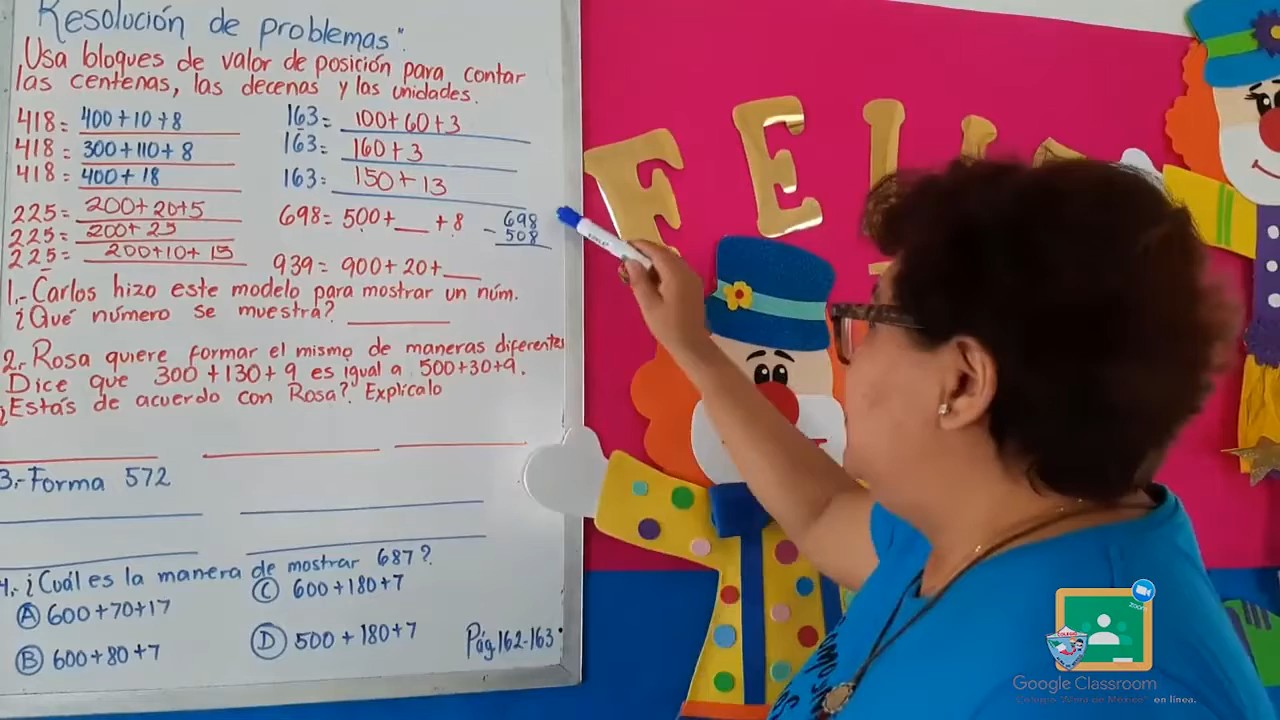 Resolución de problemas".
Usa bloques de valor de posición para contar
las centenas, las decenas y las unidades.
418= 400+10+8
418= 300+110+8
418= 400+18
225= 200+20+5
225= 200+25
225= 200+10+15
163= 100+60+3
163= 160+3
163= 150+13
698= 500+__+8
698
- 508
939= 900+20+__
1.- Carlos hizo este modelo para mostrar un núm.
¿Qué número se muestra? ____
2.- Rosa quiere formar el mismo de maneras diferentes
Dice que 300+130+9 es igual a 500+30+9.
¿Estás de acuerdo con Rosa? Explícalo
3.- Forma 572
4.- ¿Cuál es la manera de mostrar 687?
A 600+70+17
B 600+80+7
C 600+180+7
D 500+180+7
Pág.162-163
FE
zoom
COLEGIO
Google Classroom
en línea.